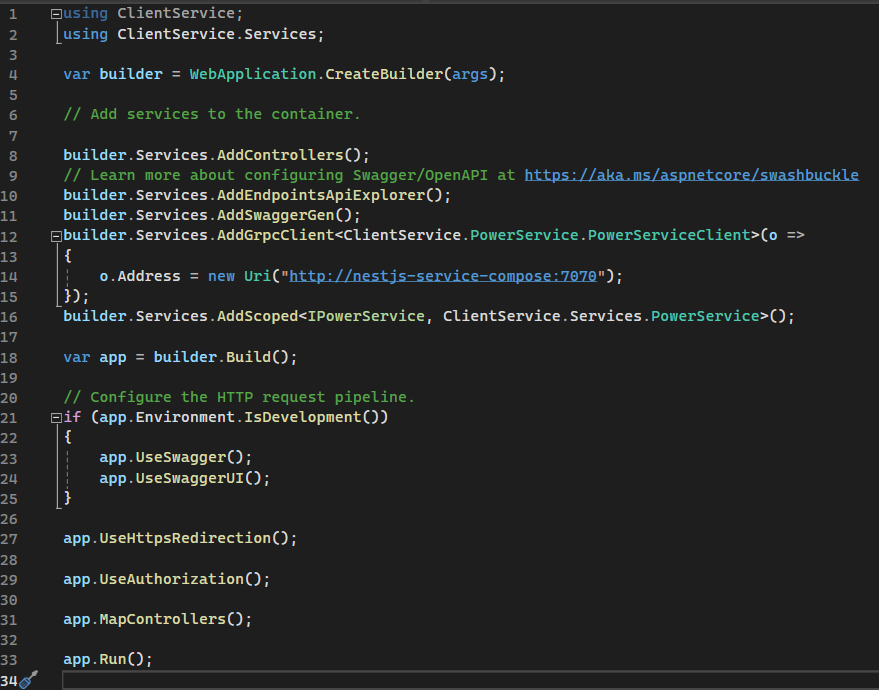 1 using ClientService;
2 using ClientService.Services;
3
4 var builder = WebApplication.CreateBuilder(args);
5
6 // Add services to the container.
7
8 builder.Services.AddControllers();
9 // Learn more about configuring Swagger/OpenAPI at https://aka.ms/aspnetcore/swashbuckle
10 builder.Services.AddEndpointsApiExplorer();
11 builder.Services.AddSwaggerGen();
12 builder.Services.AddGrpcClient<ClientService.PowerService.PowerServiceClient>(o =>
13 {
14     o.Address = new Uri("http://nestjs-service-compose:7070");
15 });
16 builder.Services.AddScoped<IPowerService, ClientService.Services.PowerService>();
17
18 var app = builder.Build();
19
20 // Configure the HTTP request pipeline.
21 if (app.Environment.IsDevelopment())
22 {
23     app.UseSwagger();
24     app.UseSwaggerUI();
25 }
26
27 app.UseHttpsRedirection();
28
29 app.UseAuthorization();
30
31 app.MapControllers();
32
33 app.Run();
34